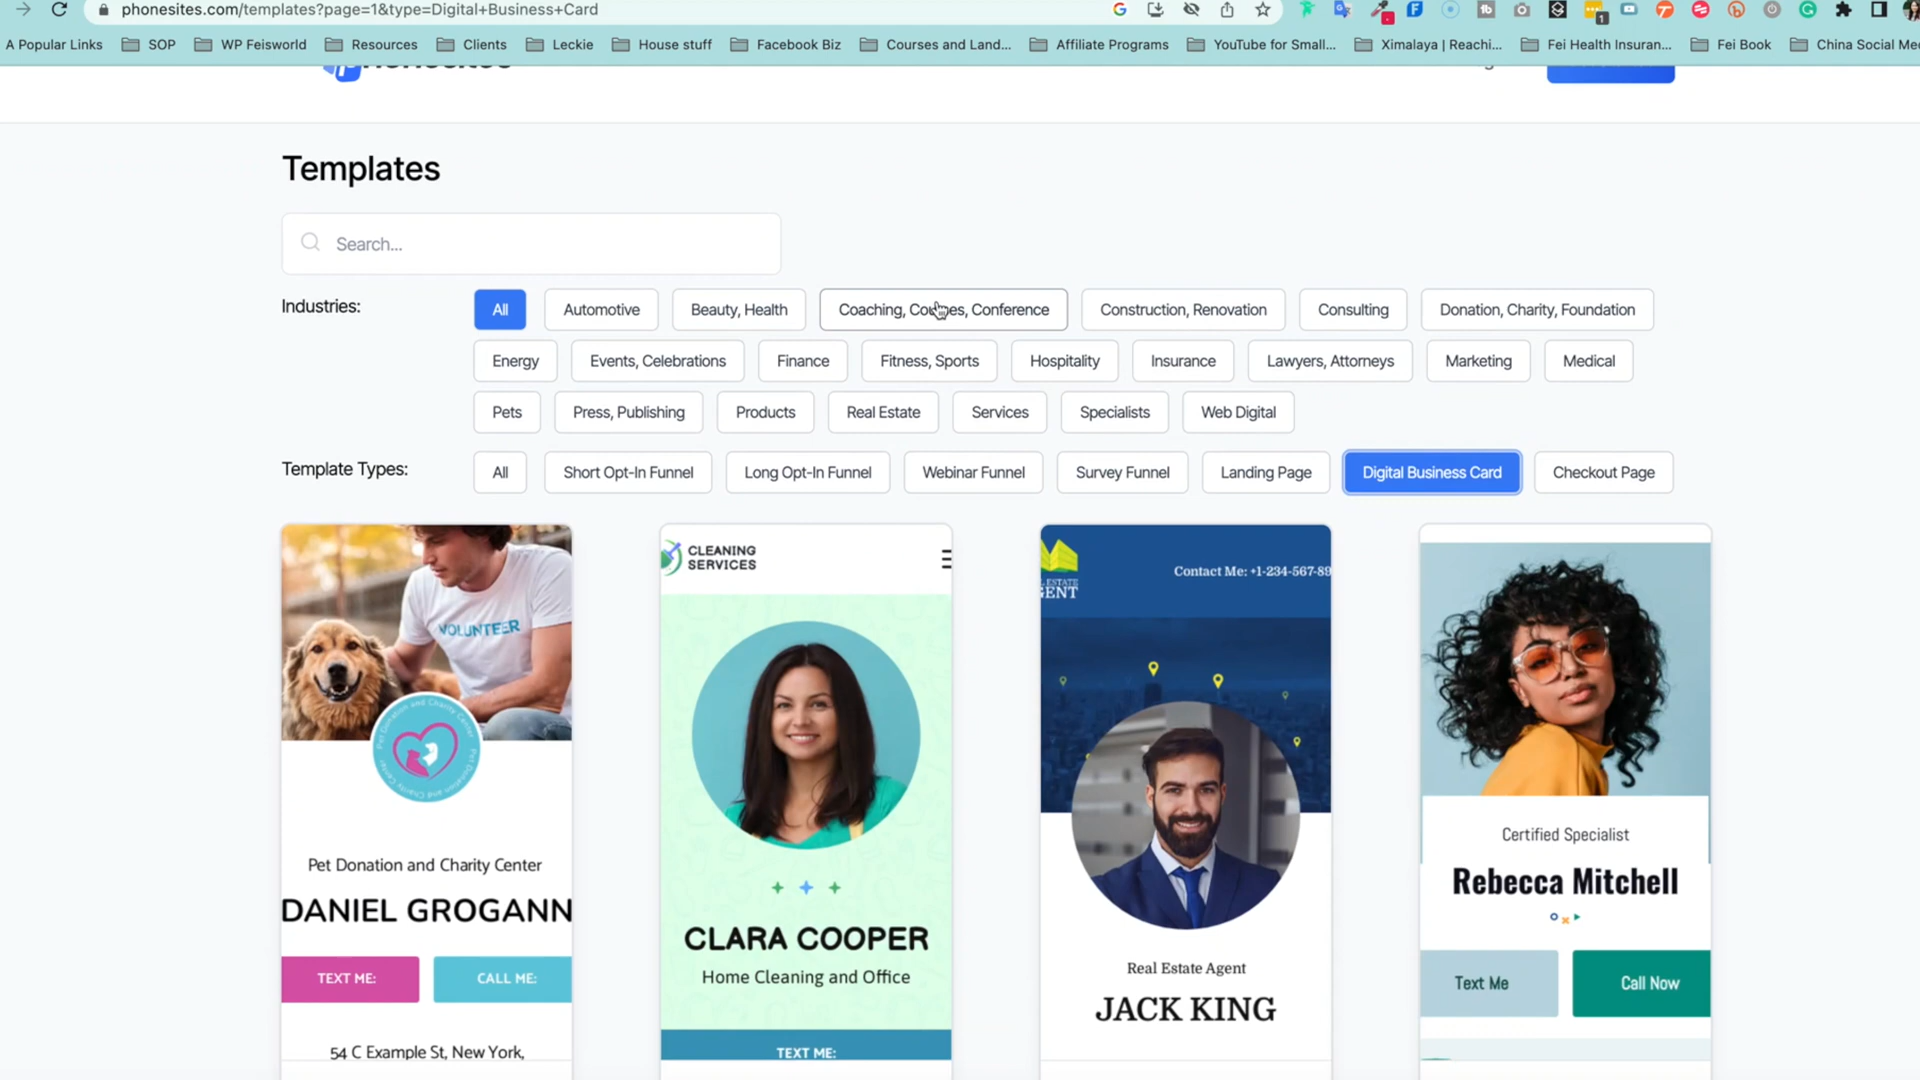 phonesites.com/templates?page=1&type=Digital+Business+Card
A Popular Links SOP WP Feisworld Resources Clients Leckie House stuff Facebook Biz Courses and Land... Affiliate Programs YouTube for Small... Ximalaya | Reachi... Fei Health Insuran... Fei Book China Social Me
Templates
Search...
Industries: All Automotive Beauty, Health Coaching, Courses, Conference Construction, Renovation Consulting Donation, Charity, Foundation
Energy Events, Celebrations Finance Fitness, Sports Hospitality Insurance Lawyers, Attorneys Marketing Medical
Pets Press, Publishing Products Real Estate Services Specialists Web Digital
Template Types: All Short Opt-In Funnel Long Opt-In Funnel Webinar Funnel Survey Funnel Landing Page Digital Business Card Checkout Page
VOLUNTEER
Pet Donation and Charity Center
Pet Donation and Charity Center
DANIEL GROGANN
TEXT ME: CALL ME:
54 C Example St, New York,
CLEANING
SERVICES
CLARA COOPER
Home Cleaning and Office
TEXT ME:
Contact Me: +1-234-567-89
Real Estate Agent
JACK KING
Certified Specialist
Rebecca Mitchell
Text Me Call Now